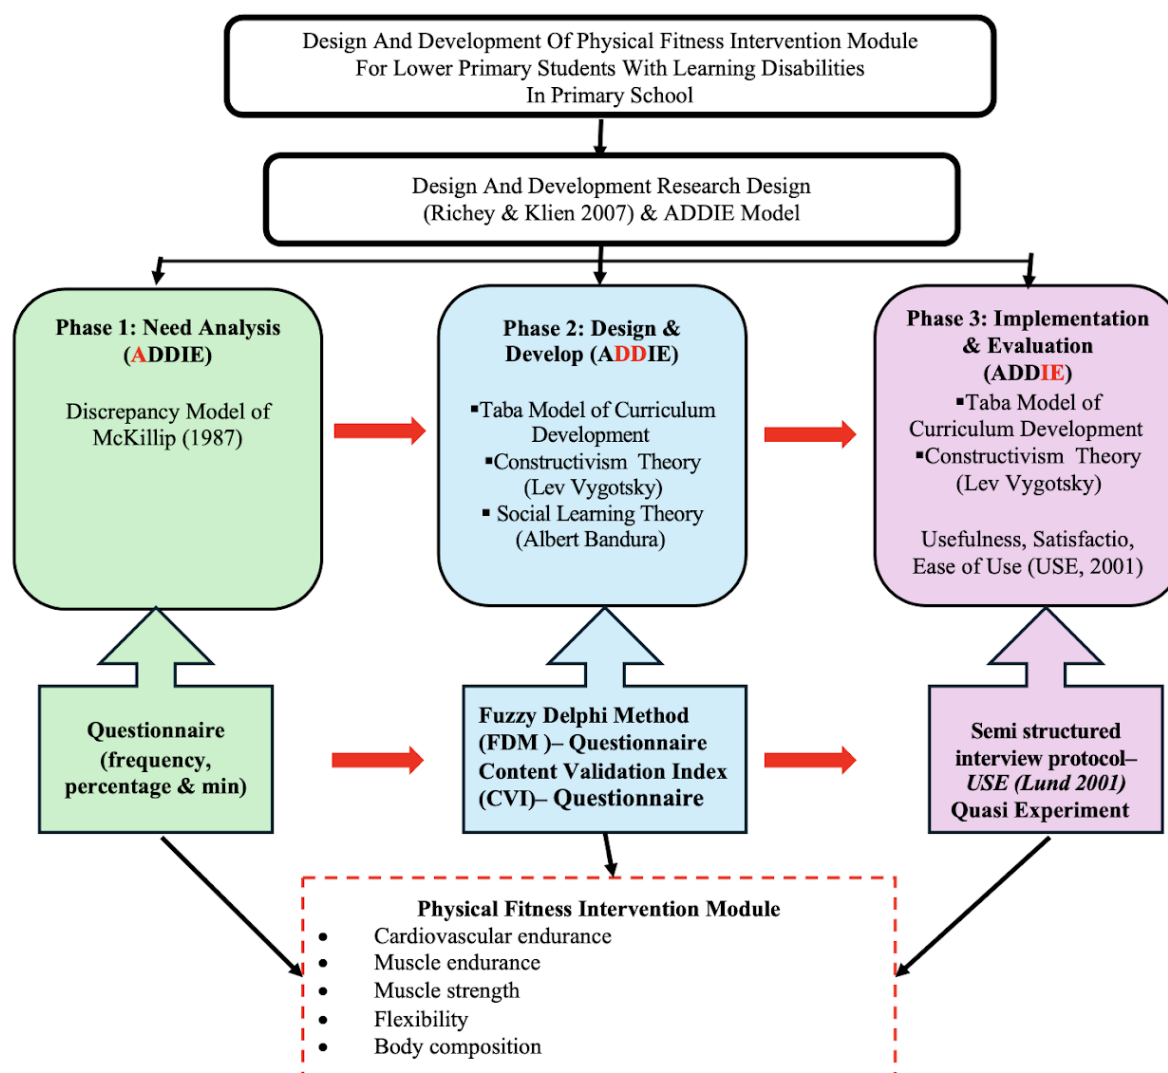 Design And Development Of Physical Fitness Intervention Module
For Lower Primary Students With Learning Disabilities
In Primary School
Design And Development Research Design
(Richey & Klien 2007) & ADDIE Model
Phase 1: Need Analysis
(ADDIE)
Discrepancy Model of
McKillip (1987)
Phase 2: Design &
Develop (ADDIE)
▪Taba Model of Curriculum
Development
▪Constructivism Theory
(Lev Vygotsky)
▪ Social Learning Theory
(Albert Bandura)
Phase 3: Implementation
& Evaluation
(ADDIE)
▪Taba Model of
Curriculum Development
▪Constructivism Theory
(Lev Vygotsky)
Usefulness, Satisfactio,
Ease of Use (USE, 2001)
Questionnaire
(frequency,
percentage & min)
Fuzzy Delphi Method
(FDM )– Questionnaire
Content Validation Index
(CVI)– Questionnaire
Semi structured
interview protocol–
USE (Lund 2001)
Quasi Experiment
Physical Fitness Intervention Module
• Cardiovascular endurance
• Muscle endurance
• Muscle strength
• Flexibility
• Body composition